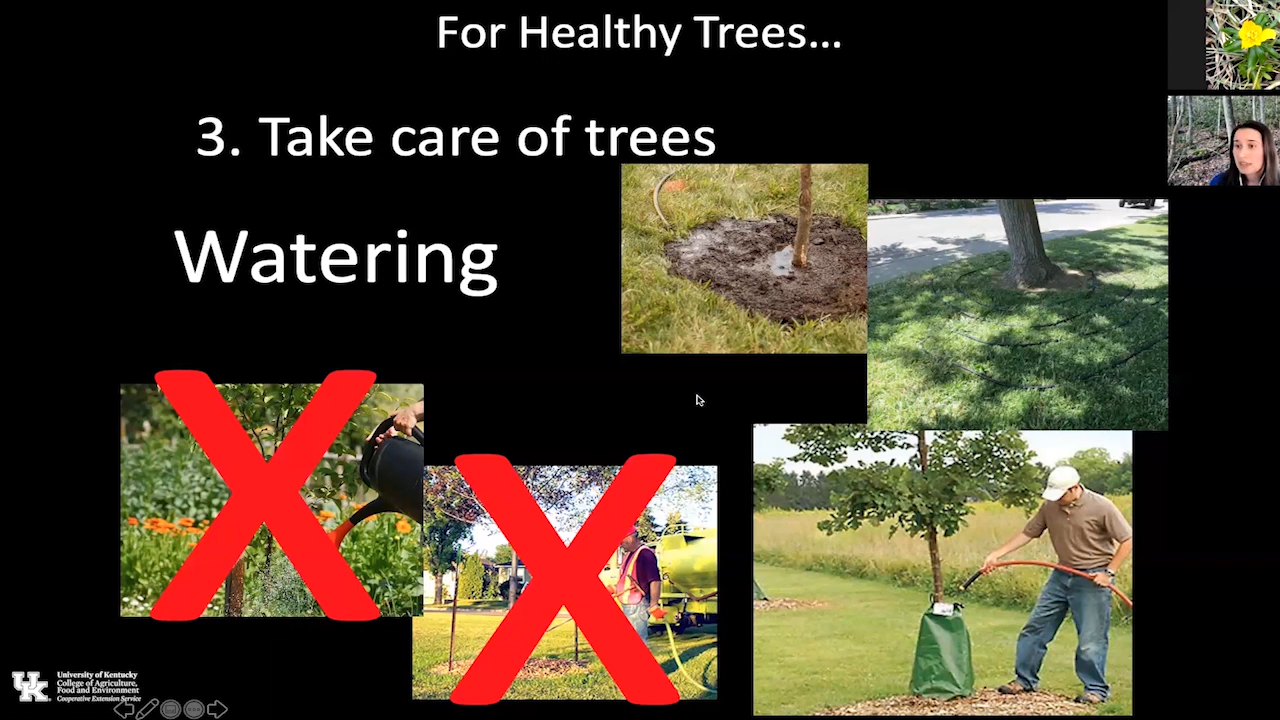 For Healthy Trees...
3. Take care of trees
Watering
UK
University of Kentucky
College of Agriculture,
Food and Environment
Cooperative Extension Service